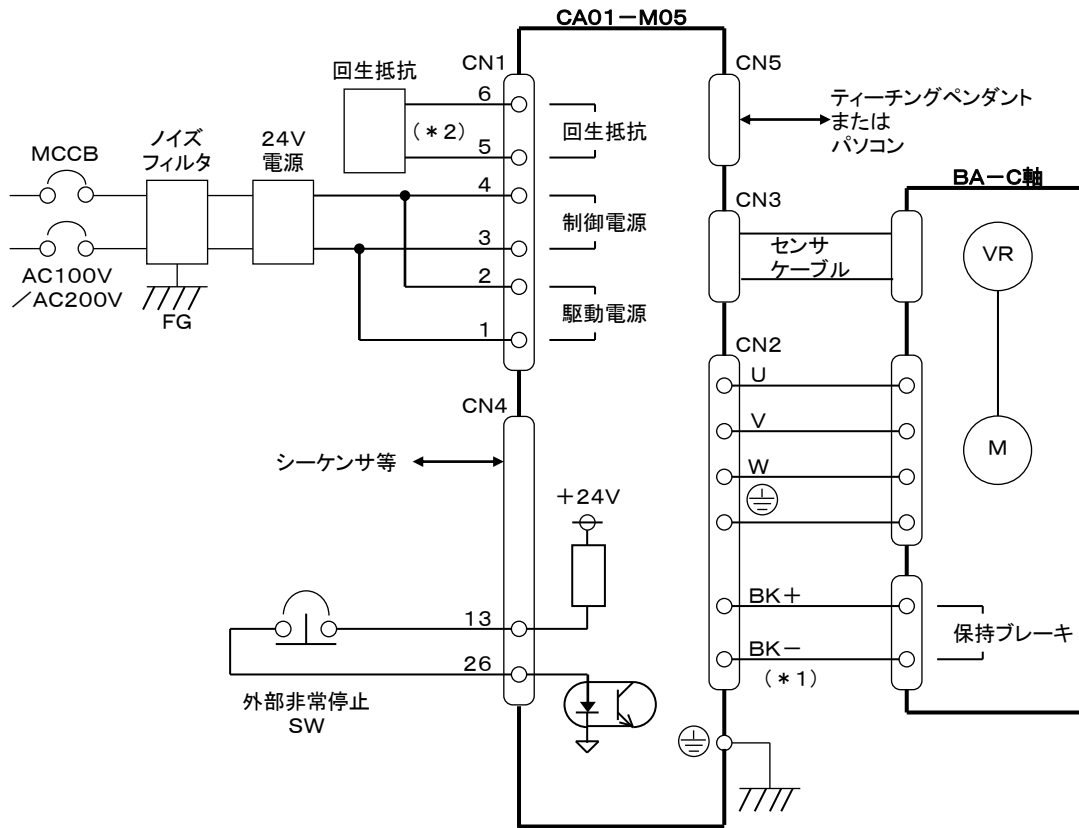 CA01－M05
CN1
回生抵抗
6
(＊2)
5
回生抵抗
MCCB
ノイズ
フィルタ
24V
電源
4
3
制御電源
2
1
駆動電源
AC100V
／AC200V
FG
CN4
シーケンサ等
＋24V
13
26
外部非常停止
SW
CN5
ティーチングペンダント
または
パソコン
BA－C軸
CN3
センサ
ケーブル
VR
CN2
U
V
W
M
BK＋
BK－
(＊1)
保持ブレーキ